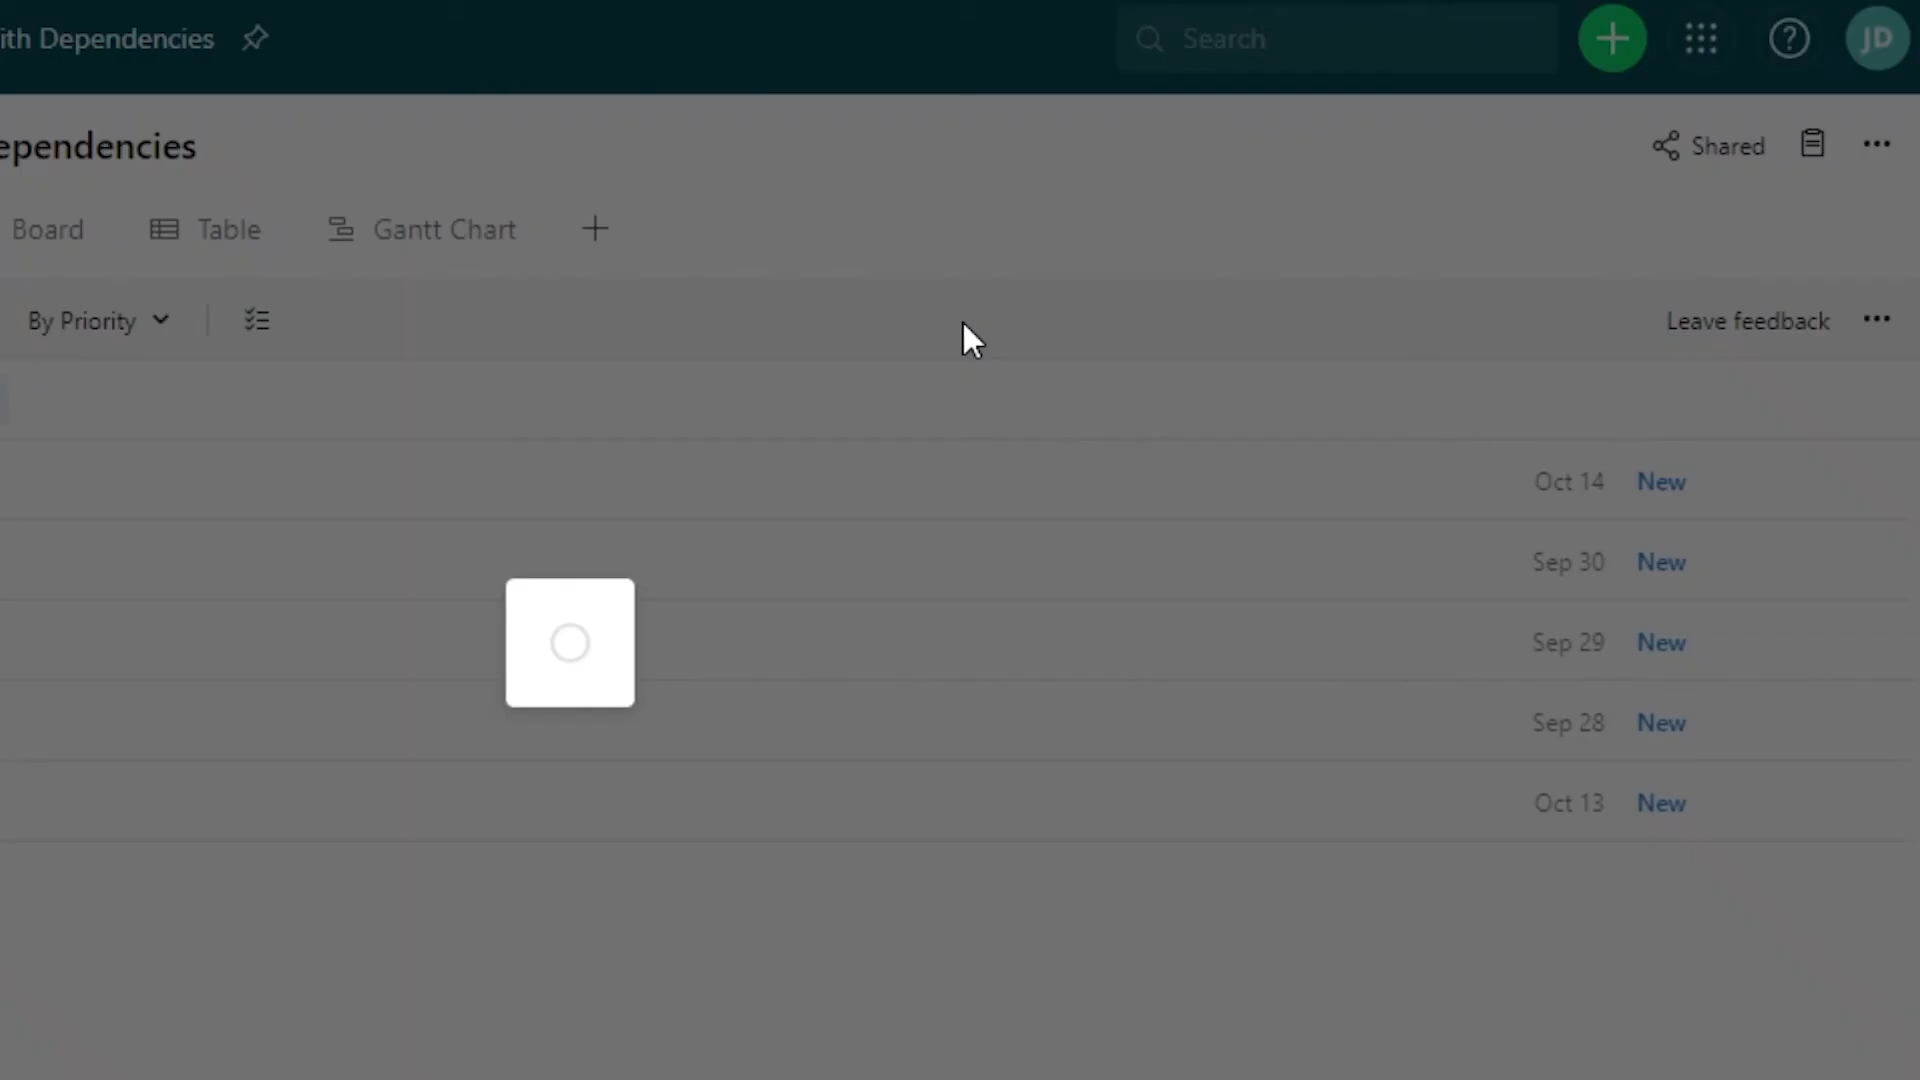 ith Dependencies
Search
JD
ependencies
Shared
Board
Table
Gantt Chart
By Priority
Leave feedback
Oct 14 New
Sep 30 New
Sep 29 New
Sep 28 New
Oct 13 New